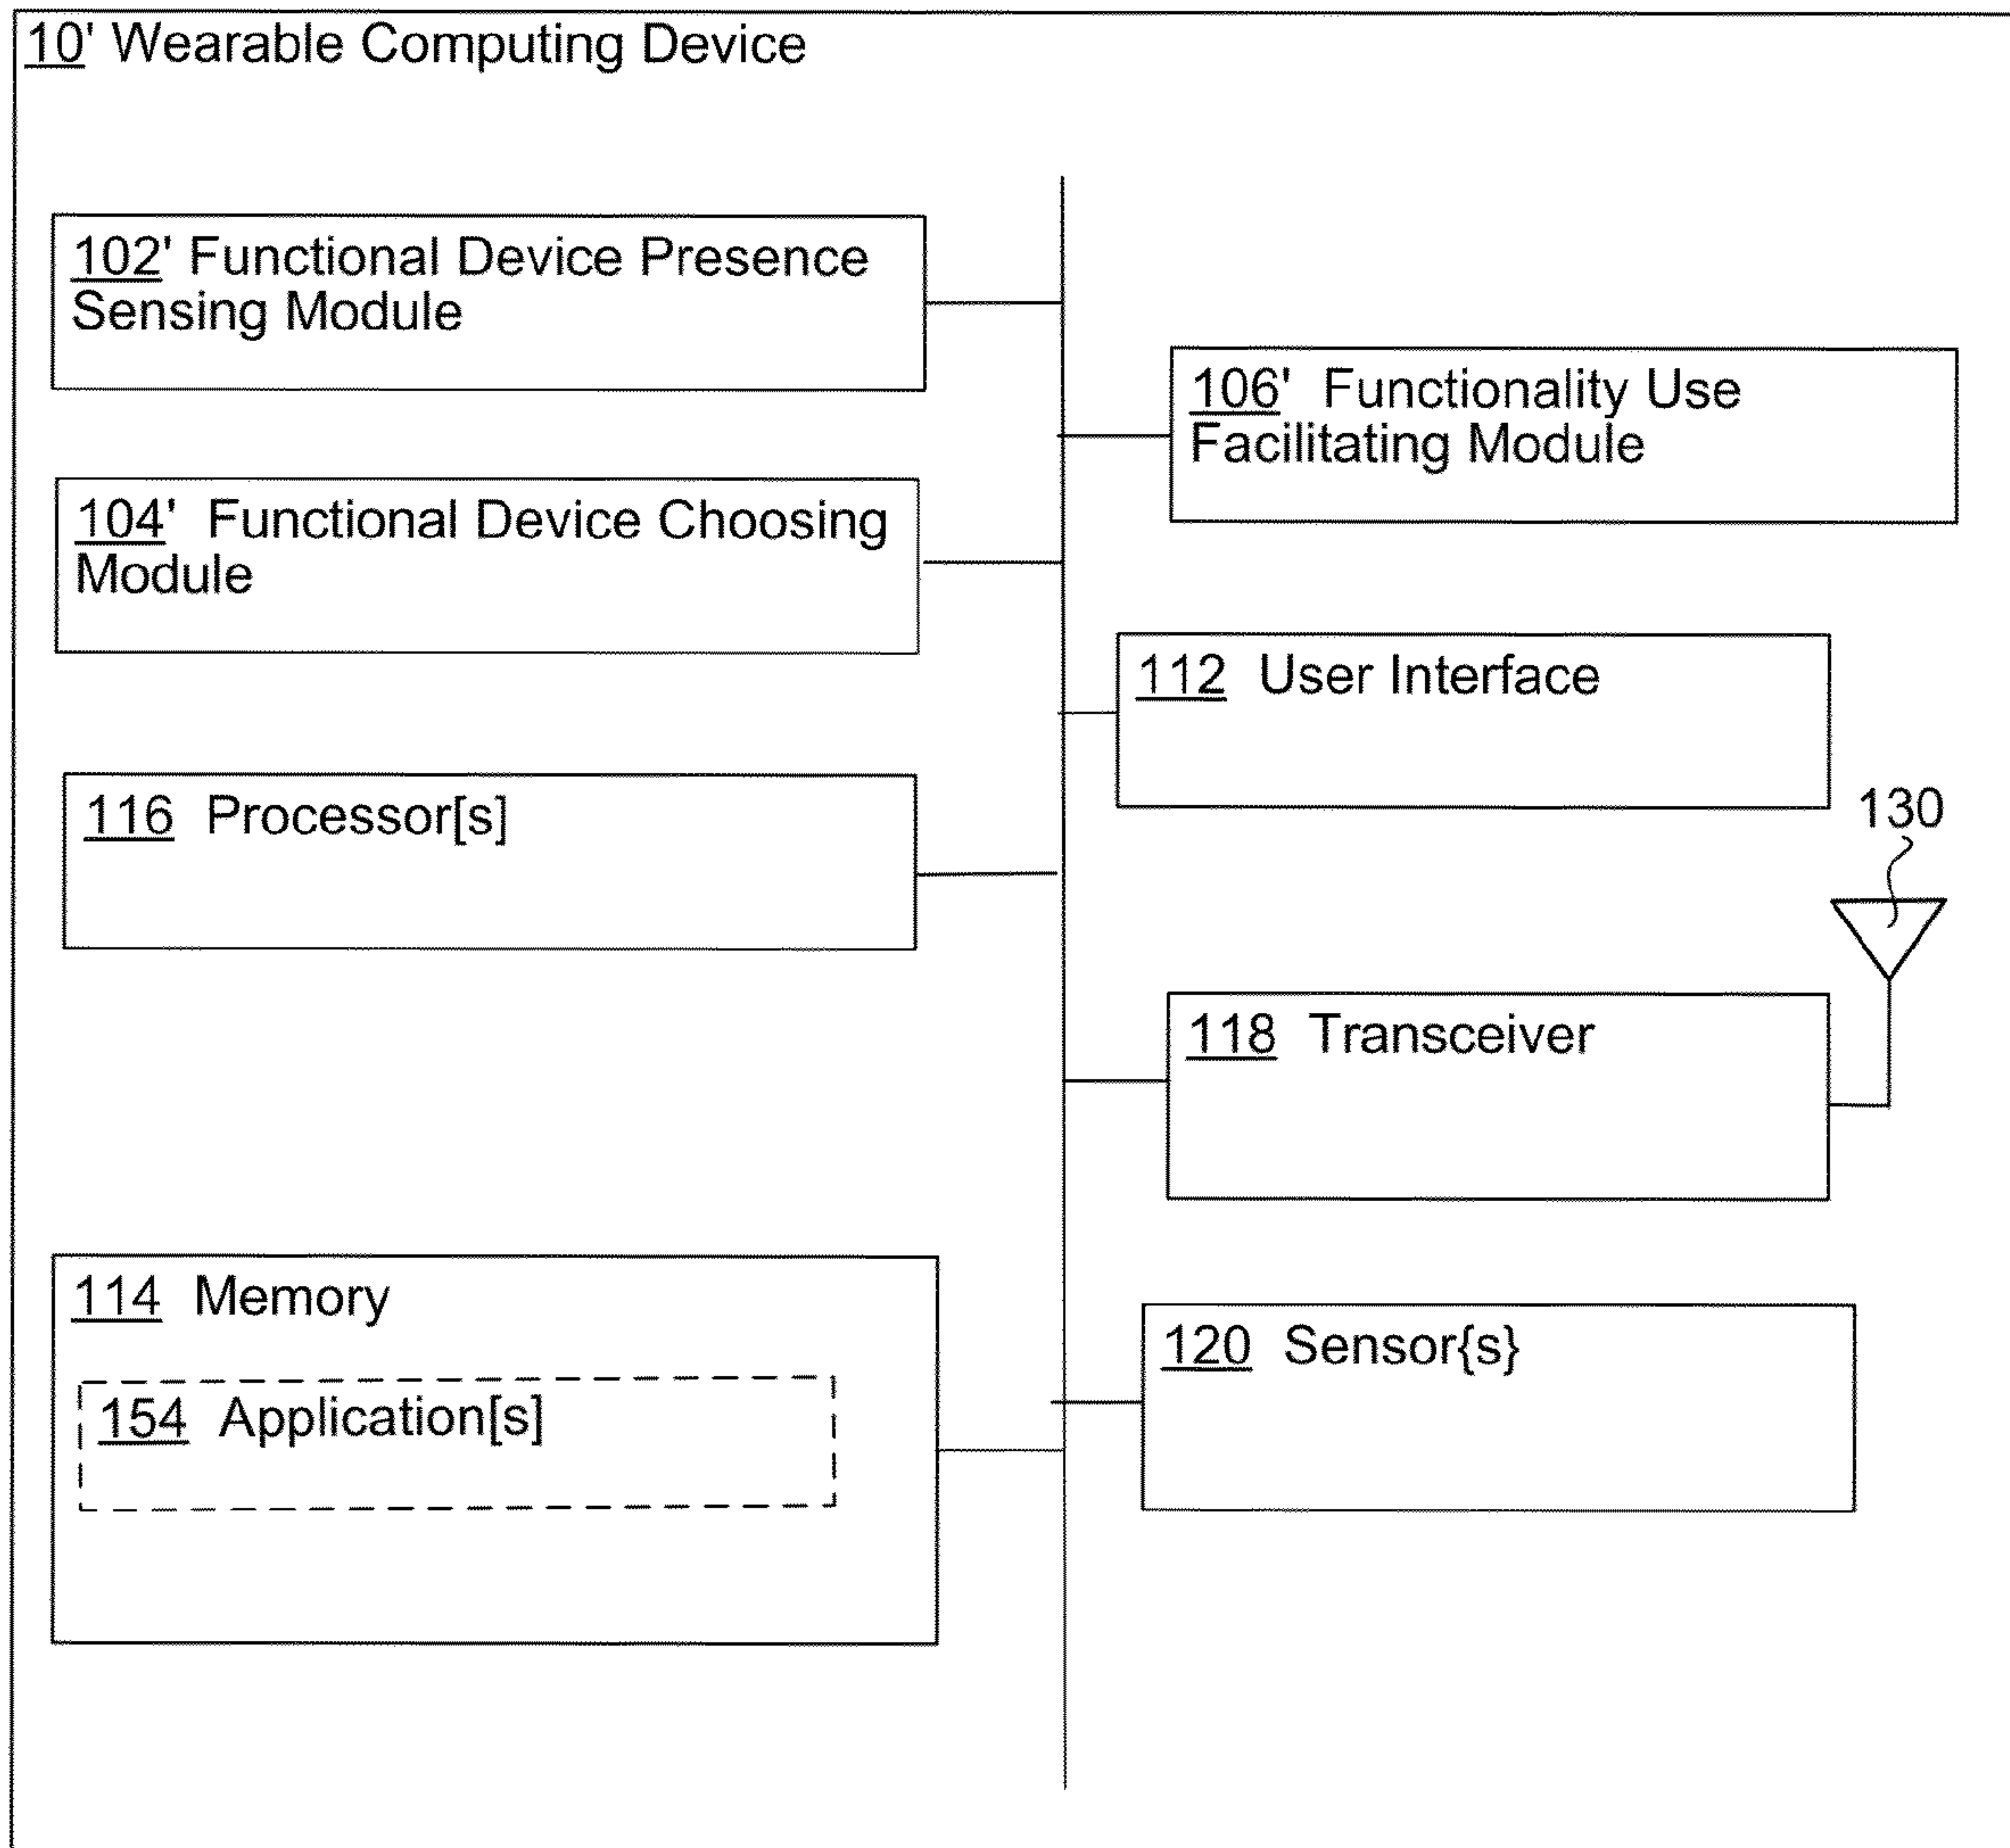 10' Wearable Computing Device
102' Functional Device Presence
Sensing Module
106' Functionality Use
Facilitating Module
104' Functional Device Choosing
Module
112 User Interface
116 Processor[s]
130
118 Transceiver
114 Memory
120 Sensor{s}
154 Application[s]